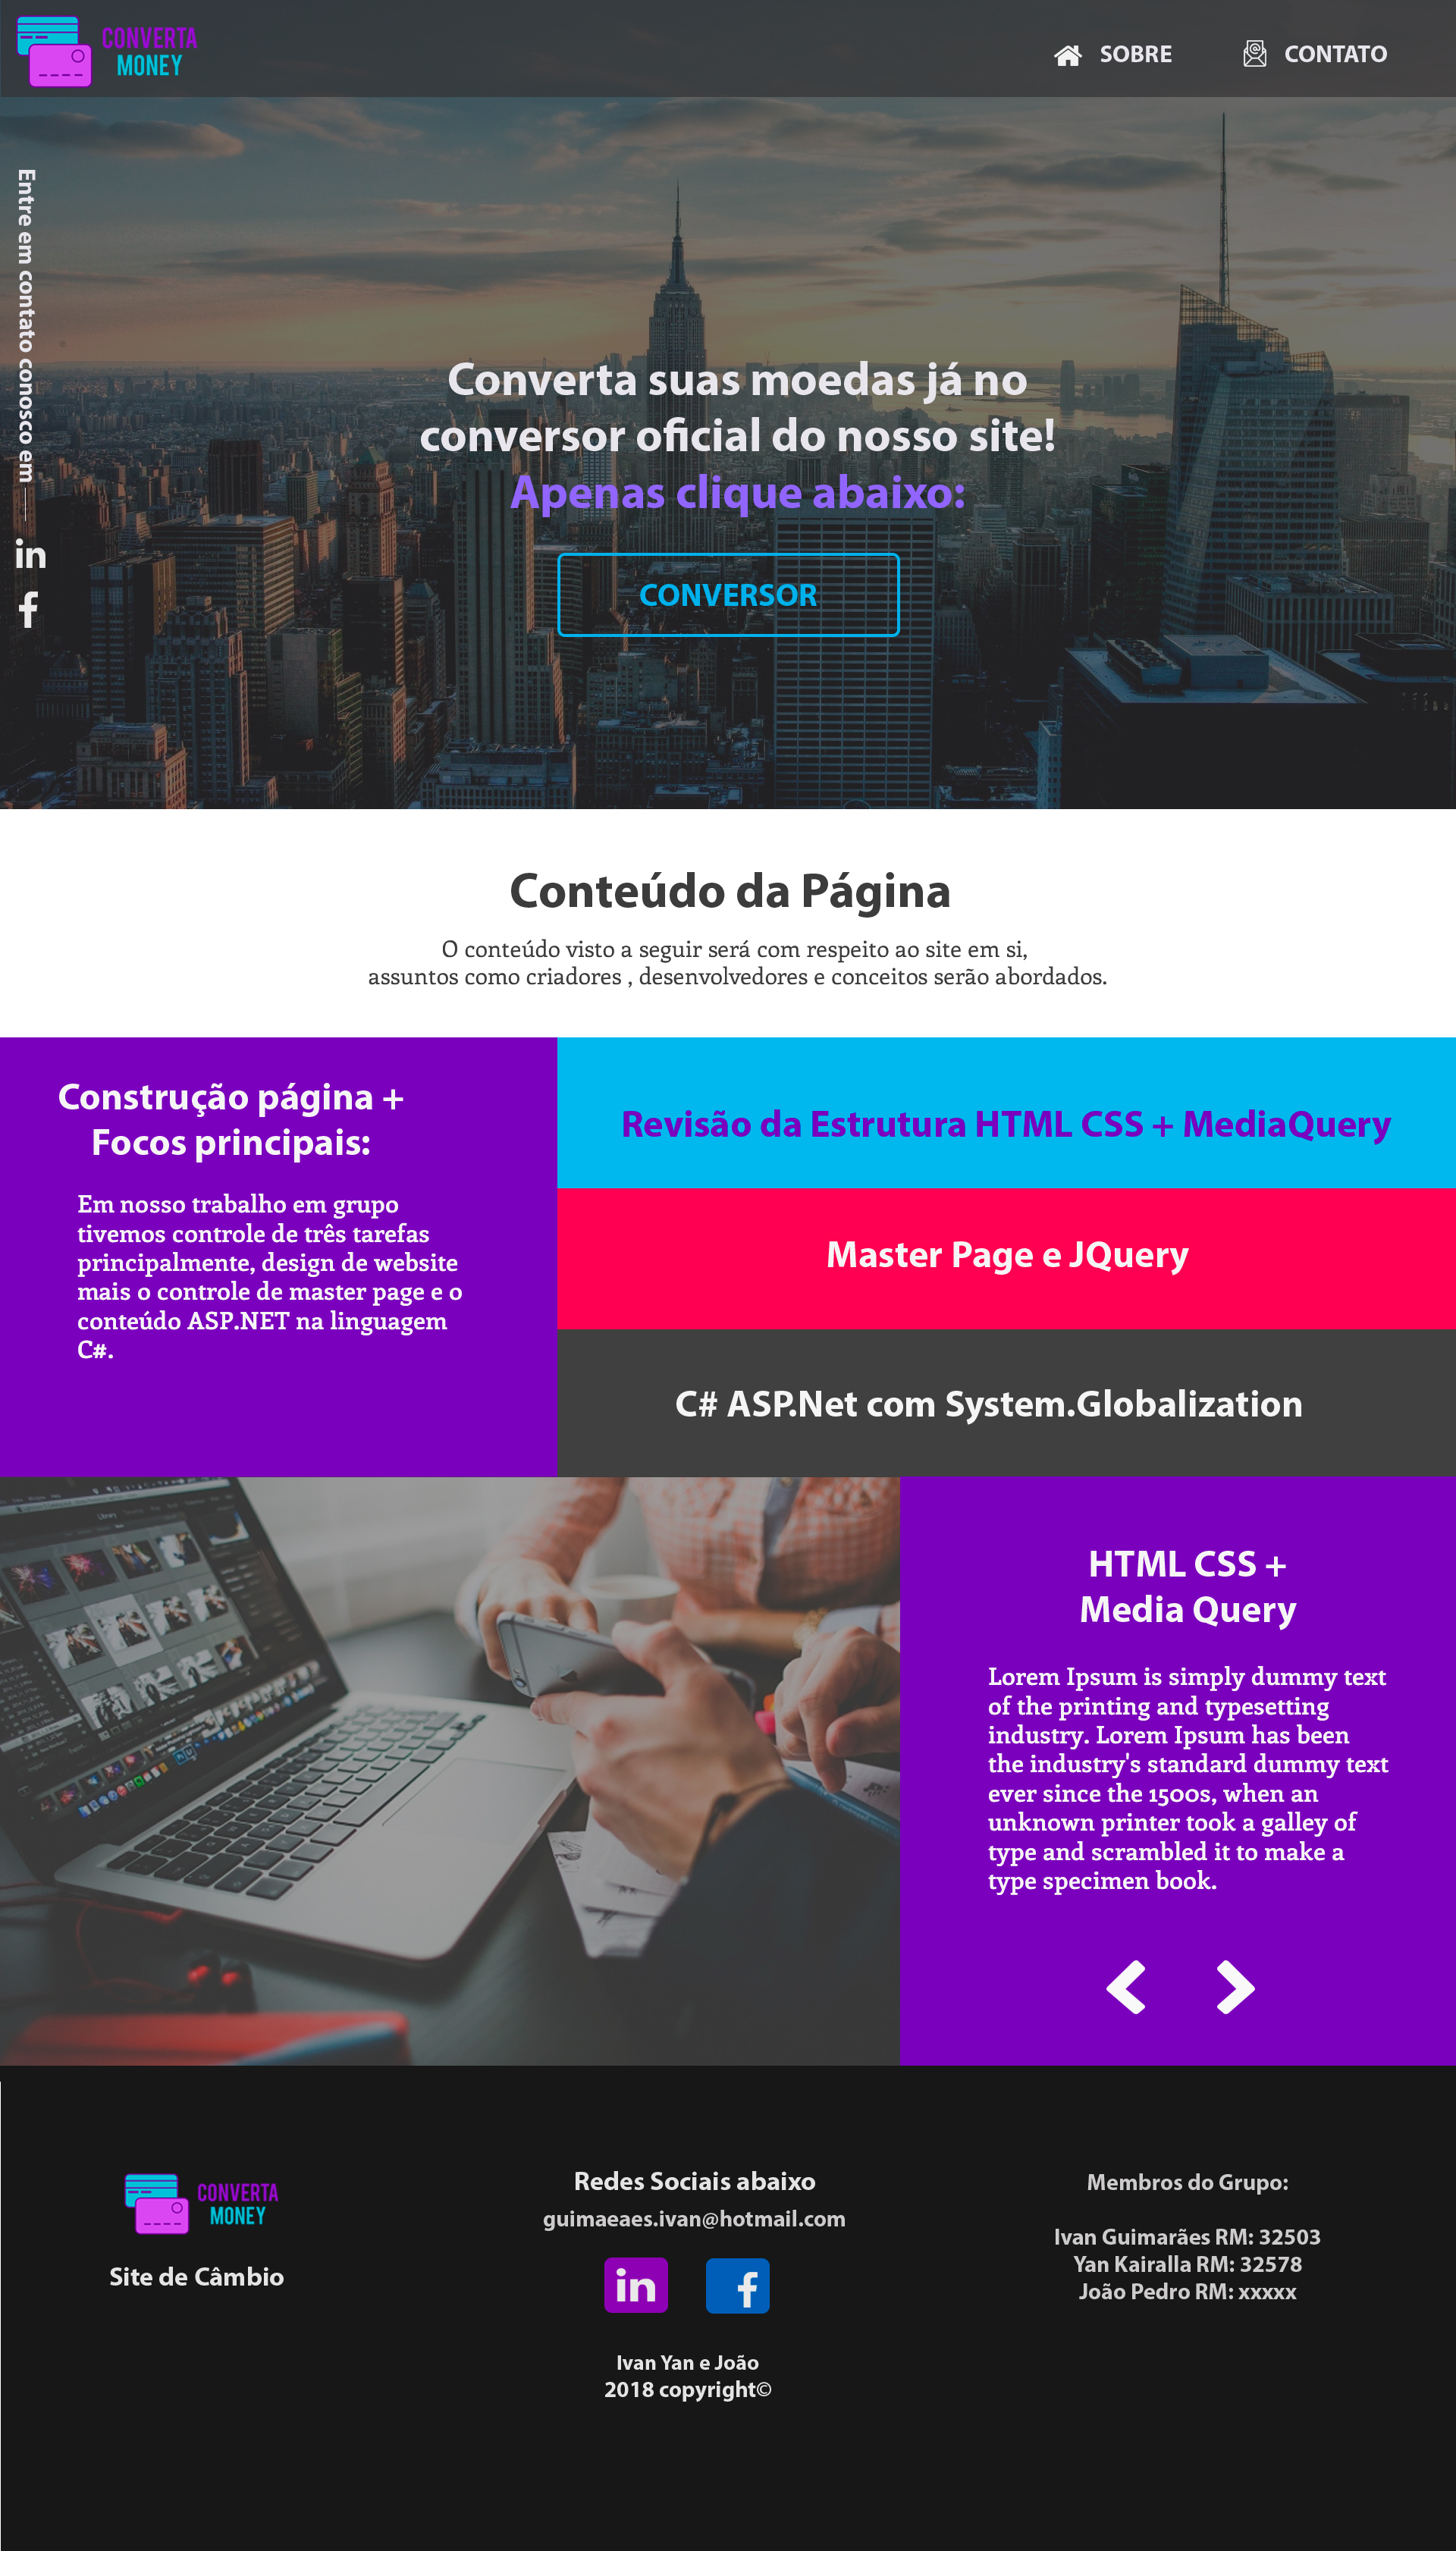 CONVERTA
MONEY
SOBRE
CONTATO
Entre em contato conosco em
in
f
Converta suas moedas já no
conversor oficial do nosso site!
Apenas clique abaixo:
CONVERSOR
Conteúdo da Página
O conteúdo visto a seguir será com respeito ao site em si,
assuntos como criadores , desenvolvedores e conceitos serão abordados.
Construção página +
Focos principais:
Em nosso trabalho em grupo
tivemos controle de três tarefas
principalmente, design de website
mais o controle de master page e o
conteúdo ASP.NET na linguagem
C#.
Revisão da Estrutura HTML CSS + MediaQuery
Master Page e JQuery
C# ASP.Net com System.Globalization
Library
HTML CSS +
Media Query
Lorem Ipsum is simply dummy text
of the printing and typesetting
industry. Lorem Ipsum has been
the industry's standard dummy text
ever since the 1500s, when an
unknown printer took a galley of
type and scrambled it to make a
type specimen book.
CONVERTA
MONEY
Site de Câmbio
Redes Sociais abaixo
guimaeaes.ivan@hotmail.com
in
f
Ivan Yan e João
2018 copyright©
Membros do Grupo:
Ivan Guimarães RM: 32503
Yan Kairalla RM: 32578
João Pedro RM: xxxxx